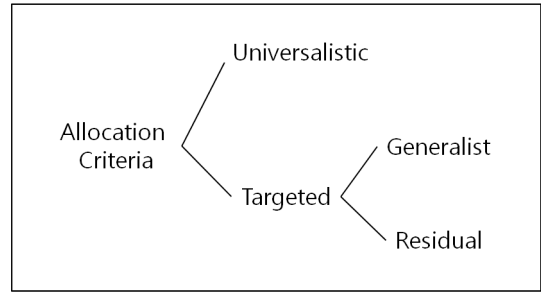 Universalistic
Allocation
Criteria
Generalist
Targeted
Residual